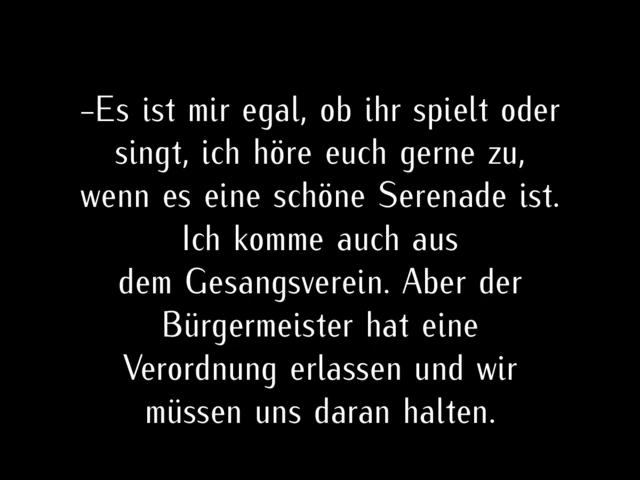 –Es ist mir egal, ob ihr spielt oder
singt, ich höre euch gerne zu,
wenn es eine schöne Serenade ist.
Ich komme auch aus
dem Gesangsverein. Aber der
Bürgermeister hat eine
Verordnung erlassen und wir
müssen uns daran halten.